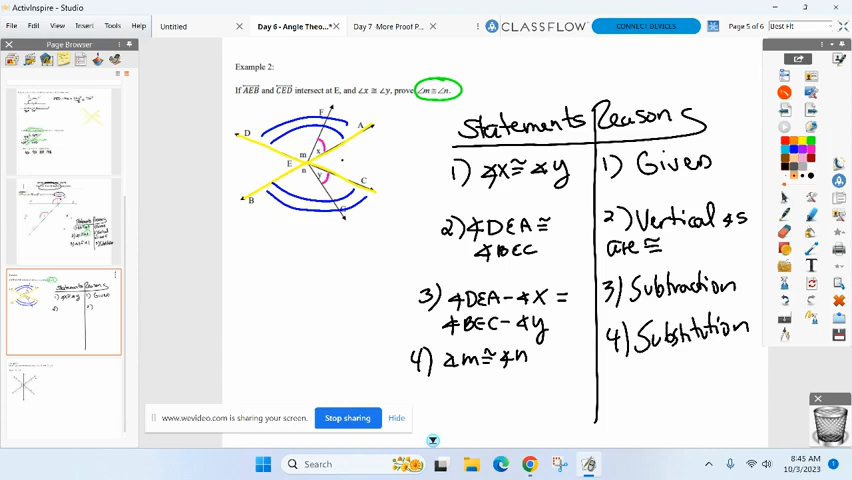 ActivInspire - Studio
File Edit View Insert Tools Help
Untitled
Day 6 - Angle Theo...*
Day 7 -More Proof P...
CLASSFLOW
CONNECT DEVICES
Page 5 of 6
Best Fit
Page Browser
Example 2:
If AEB and CED intersect at E, and ∠x ≅ ∠y, prove ∠m ≅ ∠n.
F
A
D
m
x
E
n
y
C
B
G
Statements Reasons
1) ∡x ≅ ∡y 1) Given
2) ∡DEA ≅ 2) Vertical ∡s
∡BEC are ≅
3) ∡DEA - ∡x = 3) Subtraction
∡BEC - ∡y
4) ∡m ≅ ∡n 4) Substitution
www.wevideo.com is sharing your screen.
Stop sharing
Hide
Search
8:45 AM
10/3/2023